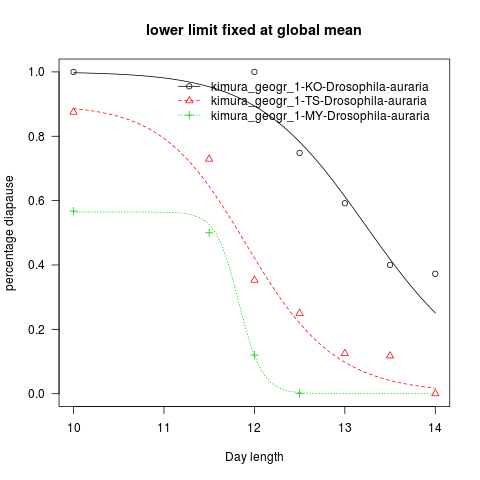 lower limit fixed at global mean
kimura_geogr_1-KO-Drosophila-auraria
kimura_geogr_1-TS-Drosophila-auraria
kimura_geogr_1-MY-Drosophila-auraria
percentage diapause
1.0
0.8
0.6
0.4
0.2
0.0
10 11 12 13 14
Day length